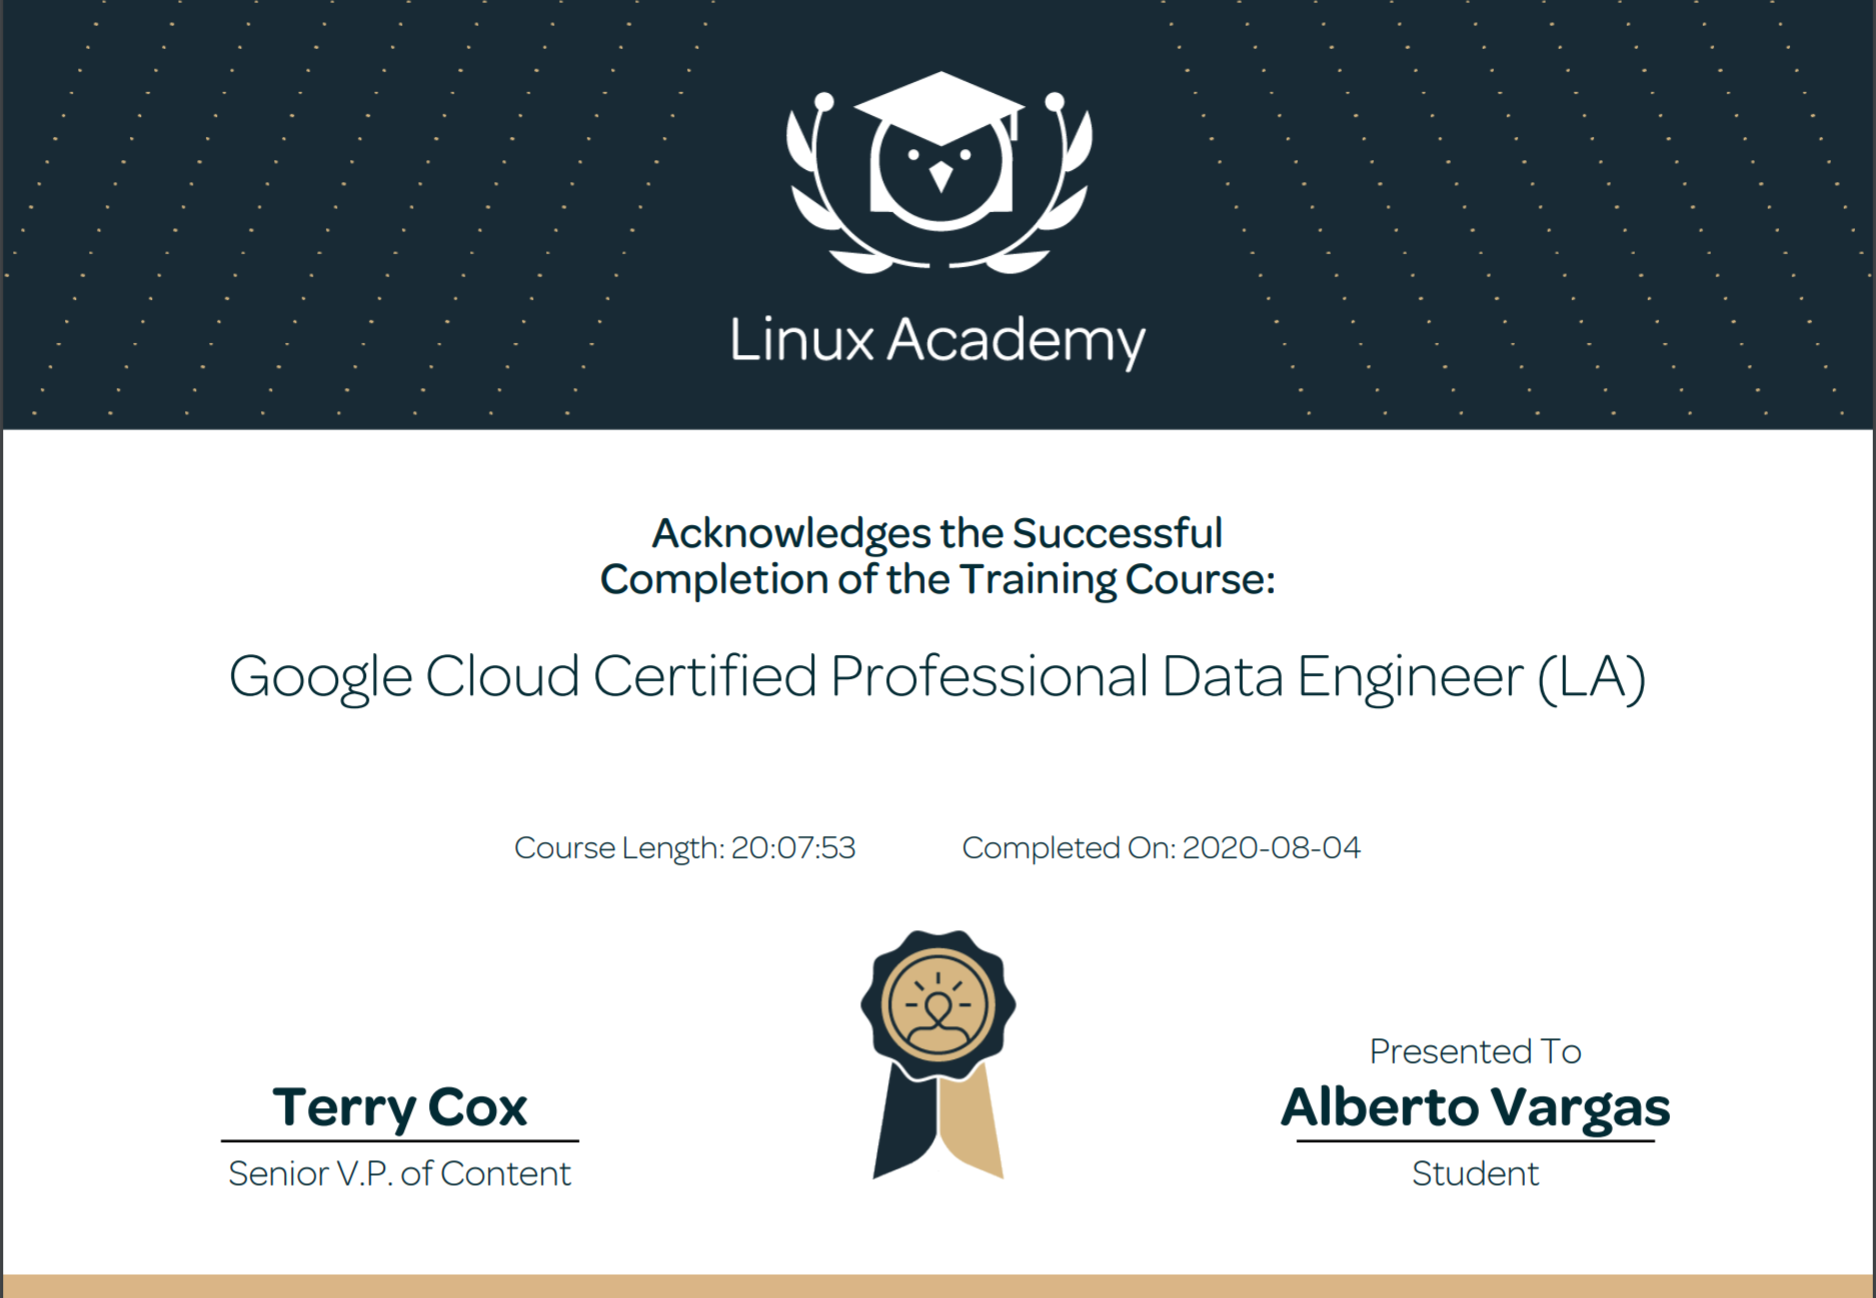 Linux Academy
Acknowledges the Successful
Completion of the Training Course:
Google Cloud Certified Professional Data Engineer (LA)
Course Length: 20:07:53
Completed On: 2020-08-04
Terry Cox
Senior V.P. of Content
Presented To
Alberto Vargas
Student